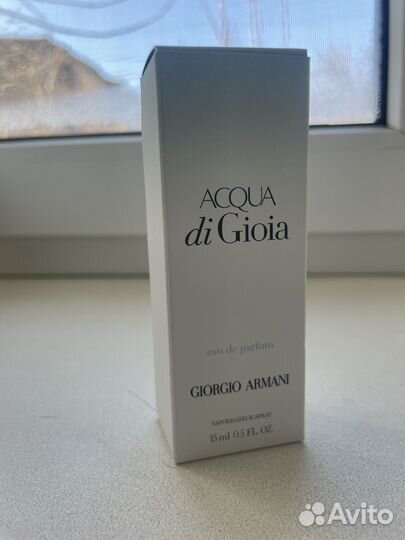 ACQUA
di Gioia
eau de parfum
GIORGIO ARMANI
VAPORISATEUR SPRAY
15 ml 0.5 FL. OZ.
Avito